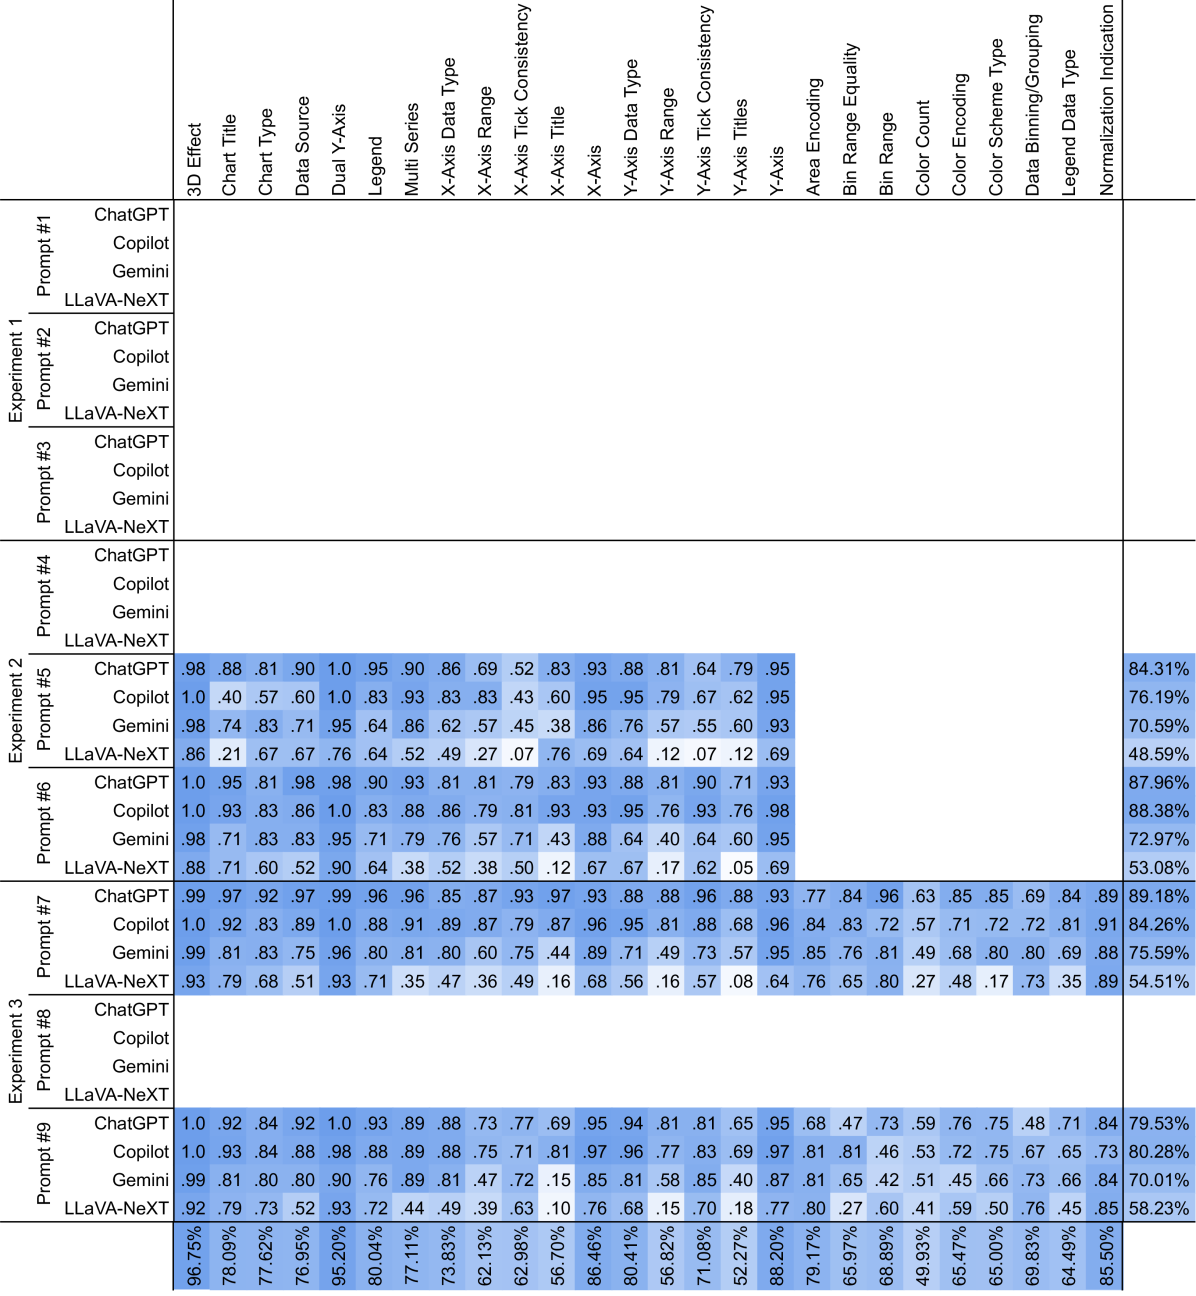 3D Effect
Chart Title
Chart Type
Data Source
Dual Y-Axis
Legend
Multi Series
X-Axis Data Type
X-Axis Range
X-Axis Tick Consistency
X-Axis Title
X-Axis
Y-Axis Data Type
Y-Axis Range
Y-Axis Tick Consistency
Y-Axis Titles
Y-Axis
Area Encoding
Bin Range Equality
Bin Range
Color Count
Color Encoding
Color Scheme Type
Data Binning/Grouping
Legend Data Type
Normalization Indication
Experiment 1
Prompt #1
ChatGPT
Copilot
Gemini
LLaVA-NeXT
Prompt #2
ChatGPT
Copilot
Gemini
LLaVA-NeXT
Prompt #3
ChatGPT
Copilot
Gemini
LLaVA-NeXT
Experiment 2
Prompt #4
ChatGPT
Copilot
Gemini
LLaVA-NeXT
Prompt #5
ChatGPT .98 .88 .81 .90 1.0 .95 .90 .86 .69 .52 .83 .93 .88 .81 .64 .79 .95 84.31%
Copilot 1.0 .40 .57 .60 1.0 .83 .93 .83 .83 .43 .60 .95 .95 .79 .67 .62 .95 76.19%
Gemini .98 .74 .83 .71 .95 .64 .86 .62 .57 .45 .38 .86 .76 .57 .55 .60 .93 70.59%
LLaVA-NeXT .86 .21 .67 .67 .76 .64 .52 .49 .27 .07 .76 .69 .64 .12 .07 .12 .69 48.59%
Prompt #6
ChatGPT 1.0 .95 .81 .98 .98 .90 .93 .81 .81 .79 .83 .93 .88 .81 .90 .71 .93 87.96%
Copilot 1.0 .93 .83 .86 1.0 .83 .88 .86 .79 .81 .93 .93 .95 .76 .93 .76 .98 88.38%
Gemini .98 .71 .83 .83 .95 .71 .79 .76 .57 .71 .43 .88 .64 .40 .64 .60 .95 72.97%
LLaVA-NeXT .88 .71 .60 .52 .90 .64 .38 .52 .38 .50 .12 .67 .67 .17 .62 .05 .69 53.08%
Experiment 3
Prompt #7
ChatGPT .99 .97 .92 .97 .99 .96 .96 .85 .87 .93 .97 .93 .88 .88 .96 .88 .93 .77 .84 .96 .63 .85 .85 .69 .84 .89 89.18%
Copilot 1.0 .92 .83 .89 1.0 .88 .91 .89 .87 .79 .87 .96 .95 .81 .88 .68 .96 .84 .83 .72 .57 .71 .72 .72 .81 .91 84.26%
Gemini .99 .81 .83 .75 .96 .80 .81 .80 .60 .75 .44 .89 .71 .49 .73 .57 .89 .85 .76 .81 .49 .68 .80 .80 .69 .88 75.59%
LLaVA-NeXT .93 .79 .68 .51 .93 .71 .35 .47 .36 .49 .16 .68 .56 .16 .57 .08 .64 .76 .65 .80 .27 .48 .17 .73 .35 .89 54.51%
Prompt #8
ChatGPT
Copilot
Gemini
LLaVA-NeXT
Prompt #9
ChatGPT 1.0 .92 .84 .92 1.0 .93 .89 .88 .73 .77 .69 .95 .94 .81 .81 .65 .95 .68 .47 .73 .59 .76 .75 .48 .71 .84 79.53%
Copilot 1.0 .93 .84 .88 .98 .88 .89 .88 .75 .71 .81 .97 .96 .77 .83 .69 .97 .81 .81 .46 .53 .72 .75 .67 .65 .73 80.28%
Gemini .99 .81 .80 .80 .90 .76 .89 .81 .47 .72 .15 .85 .81 .58 .85 .40 .87 .81 .65 .42 .51 .45 .66 .73 .66 .84 70.01%
LLaVA-NeXT .92 .79 .73 .52 .93 .72 .44 .49 .39 .63 .10 .76 .68 .15 .70 .18 .77 .80 .27 .60 .41 .59 .50 .76 .45 .85 58.23%
96.75% 78.09% 77.62% 76.95% 95.20% 80.04% 77.11% 73.83% 62.13% 62.98% 56.70% 86.46% 80.41% 56.82% 71.08% 52.27% 88.20% 79.17% 65.97% 68.89% 49.93% 65.47% 65.00% 69.83% 64.49% 85.50%